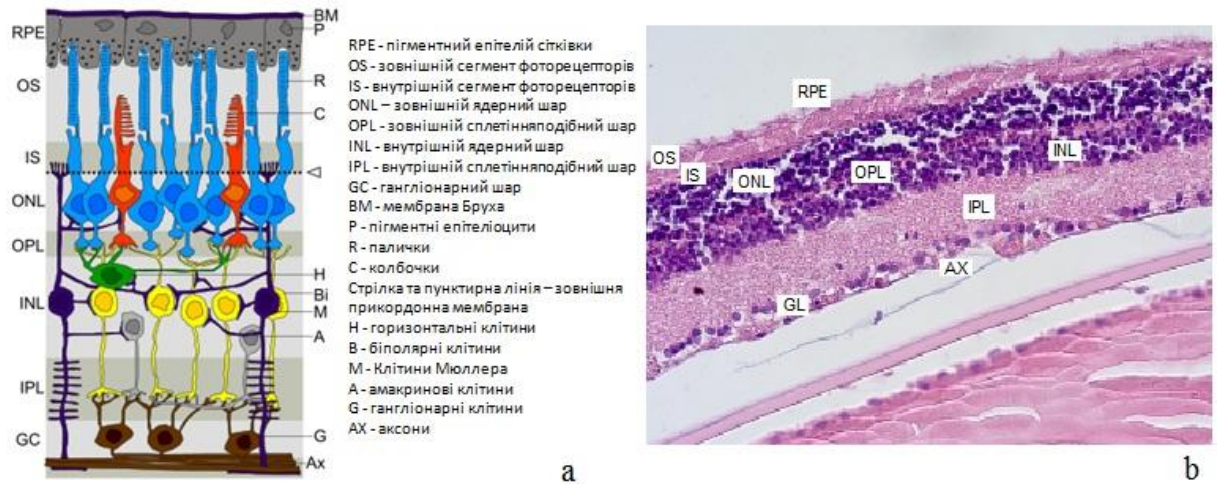 BM
RPE
P
OS
R
C
IS
ONL
OPL
H
INL
Bi
M
A
IPL
GC
G
Ax
RPE - пігментний епітелій сітківки
OS - зовнішній сегмент фоторецепторів
IS - внутрішній сегмент фоторецепторів
ONL – зовнішній ядерний шар
OPL - зовнішній сплетінняподібний шар
INL - внутрішній ядерний шар
IPL - внутрішній сплетінняподібний шар
GC - гангліонарний шар
BM - мембрана Бруха
P - пігментні епітеліоцити
R - палички
C - колбочки
Стрілка та пунктирна лінія – зовнішня
прикордонна мембрана
H - горизонтальні клітини
B - біполярні клітини
M - Клітини Мюллера
A - амакринові клітини
G - гангліонарні клітини
AX - аксони
a
RPE
OS
IS
ONL
OPL
INL
IPL
AX
GL
b